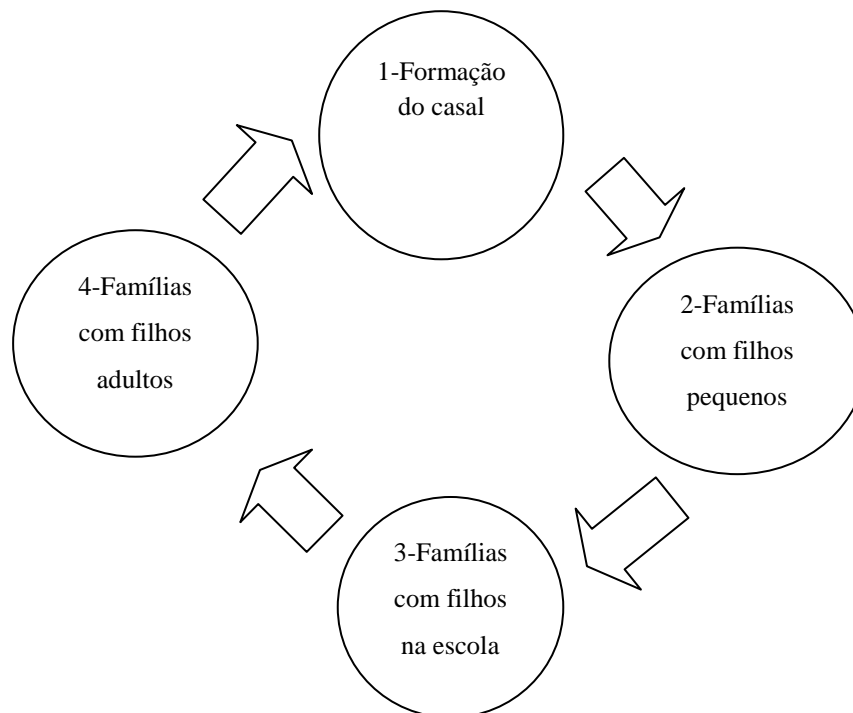 1-Formação
do casal
2-Famílias
com filhos
pequenos
3-Famílias
com filhos
na escola
4-Famílias
com filhos
adultos